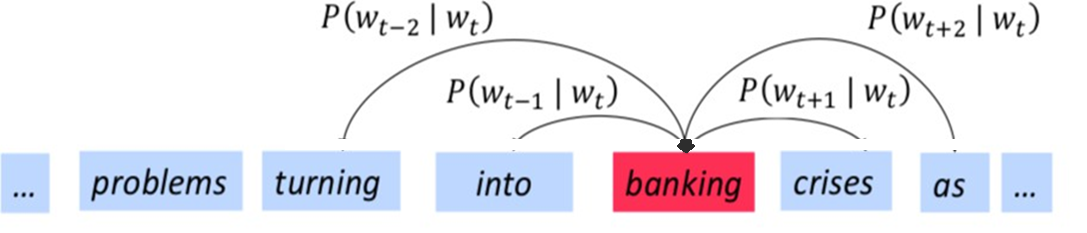 P(w_{t−2} | w_t) P(w_{t+2} | w_t)
P(w_{t−1} | w_t) P(w_{t+1} | w_t)
... problems turning into banking crises as ...